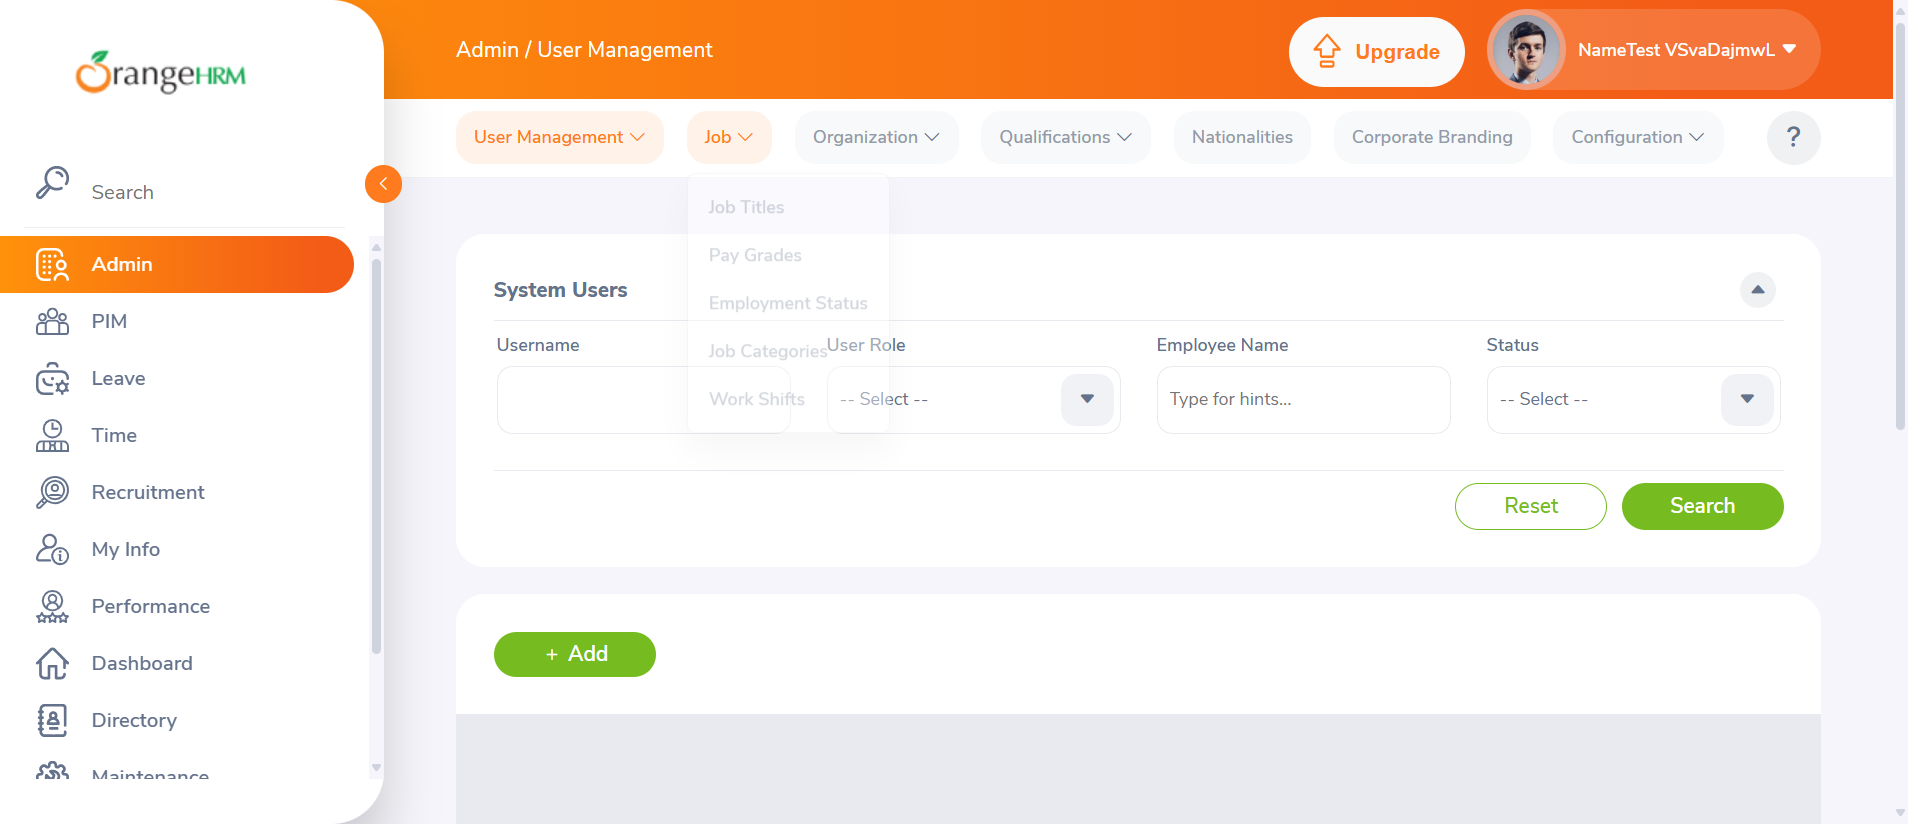 OrangeHRM
Admin / User Management
Upgrade
NameTest VSvaDajmwL
Search
User Management
Job
Organization
Qualifications
Nationalities
Corporate Branding
Configuration
?
Job Titles
Pay Grades
Employment Status
Job Categories
Work Shifts
Admin
PIM
Leave
Time
Recruitment
My Info
Performance
Dashboard
Directory
Maintenance
System Users
Username
User Role
Employee Name
Status
-- Select --
Type for hints...
-- Select --
Reset
Search
+ Add